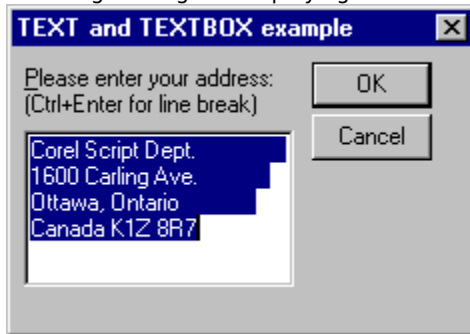 TEXT and TEXTBOX example
Please enter your address:
(Ctrl+Enter for line break)
OK
Cancel
Corel Script Dept.
1600 Carling Ave.
Ottawa, Ontario
Canada K1Z 8R7